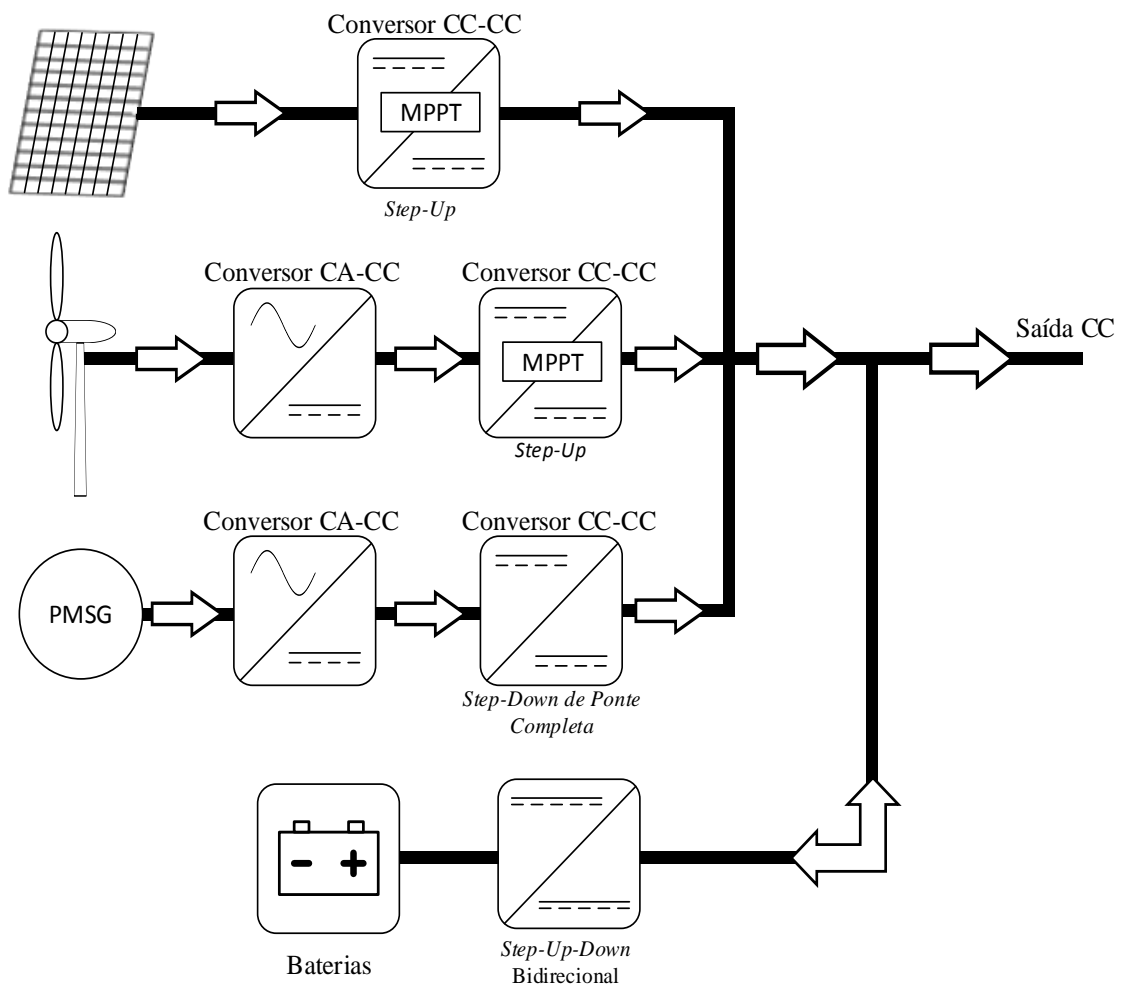 Conversor CC-CC
MPPT
Step-Up
Conversor CA-CC
Conversor CC-CC
MPPT
Step-Up
Saída CC
Conversor CA-CC
Conversor CC-CC
PMSG
Step-Down de Ponte
Completa
Baterias
Step-Up-Down
Bidirecional